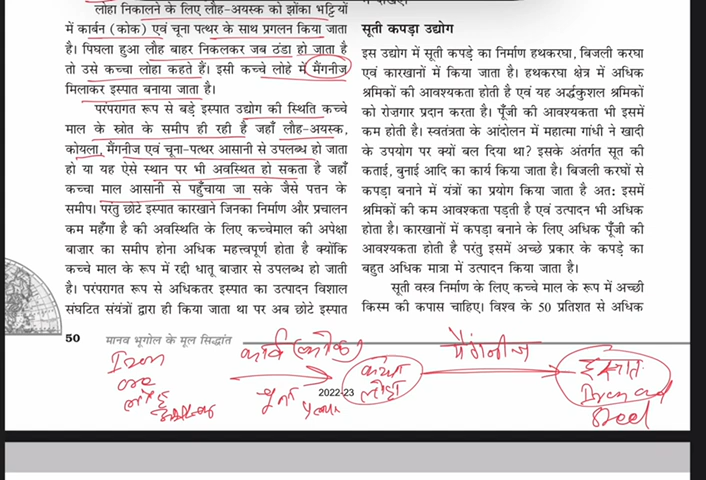 लोहा निकालने के लिए लौह-अयस्क को झोंका भट्टियों
में कार्बन (कोक) एवं चूना पत्थर के साथ प्रगलन किया जाता
है। पिघला हुआ लौह बाहर निकलकर जब ठंडा हो जाता है
तो उसे कच्चा लोहा कहते हैं। इसी कच्चे लोहे में मैंगनीज
मिलाकर इस्पात बनाया जाता है।
परंपरागत रूप से बड़े इस्पात उद्योग की स्थिति कच्चे
माल के स्रोत के समीप ही रही है जहाँ लौह-अयस्क,
कोयला, मैंगनीज एवं चूना-पत्थर आसानी से उपलब्ध हो जाता
हो या यह ऐसे स्थान पर भी अवस्थित हो सकता है जहाँ
कच्चा माल आसानी से पहुँचाया जा सके जैसे पत्तन के
समीप। परंतु छोटे इस्पात कारखाने जिनका निर्माण और प्रचालन
कम महँगा है की अवस्थिति के लिए कच्चेमाल की अपेक्षा
बाज़ार का समीप होना अधिक महत्त्वपूर्ण होता है क्योंकि
कच्चे माल के रूप में रद्दी धातु बाज़ार से उपलब्ध हो जाती
है। परंपरागत रूप से अधिकतर इस्पात का उत्पादन विशाल
संघटित संयंत्रों द्वारा ही किया जाता था पर अब छोटे इस्पात
सूती कपड़ा उद्योग
इस उद्योग में सूती कपड़े का निर्माण हथकरघा, बिजली करघा
एवं कारखानों में किया जाता है। हथकरघा क्षेत्र में अधिक
श्रमिकों की आवश्यकता होती है एवं यह अर्द्धकुशल श्रमिकों
को रोजगार प्रदान करता है। पूँजी की आवश्यकता भी इसमें
कम होती है। स्वतंत्रता के आंदोलन में महात्मा गांधी ने खादी
के उपयोग पर क्यों बल दिया था? इसके अंतर्गत सूत की
कताई, बुनाई आदि का कार्य किया जाता है। बिजली करघों से
कपड़ा बनाने में यंत्रों का प्रयोग किया जाता है अत: इसमें
श्रमिकों की कम आवश्कता पड़ती है एवं उत्पादन भी अधिक
होता है। कारखानों में कपड़ा बनाने के लिए अधिक पूँजी की
आवश्यकता होती है परंतु इसमें अच्छे प्रकार के कपड़े का
बहुत अधिक मात्रा में उत्पादन किया जाता है।
सूती वस्त्र निर्माण के लिए कच्चे माल के रूप में अच्छी
किस्म की कपास चाहिए। विश्व के 50 प्रतिशत से अधिक
50 मानव भूगोल के मूल सिद्धांत
Iron
ore
लौह
कार्ब (कोक)
चूना
कच्चा
लोहा
2022-23
मैंगनीज
इस्पात
Iron and
Steel